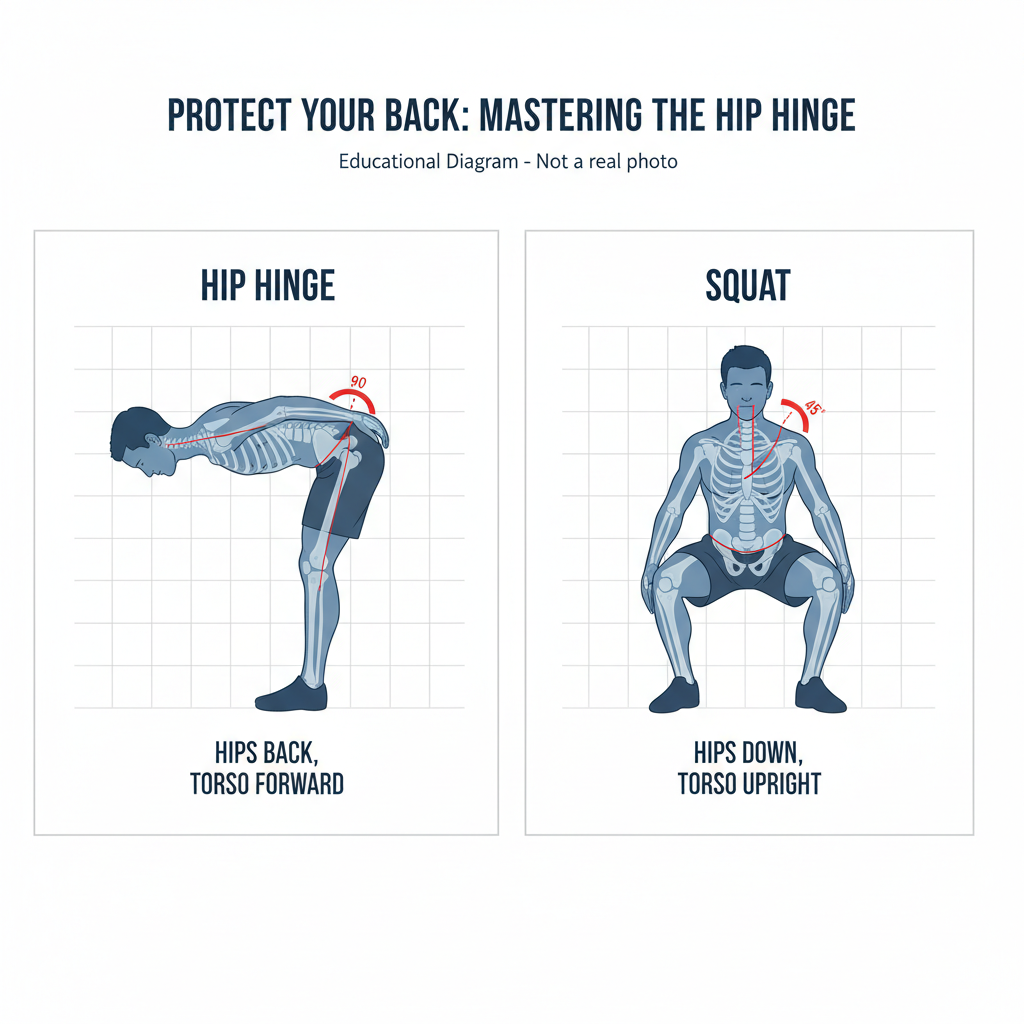 PROTECT YOUR BACK: MASTERING THE HIP HINGE
Educational Diagram - Not a real photo
HIP HINGE
90
HIPS BACK,
TORSO FORWARD
SQUAT
45°
HIPS DOWN,
TORSO UPRIGHT